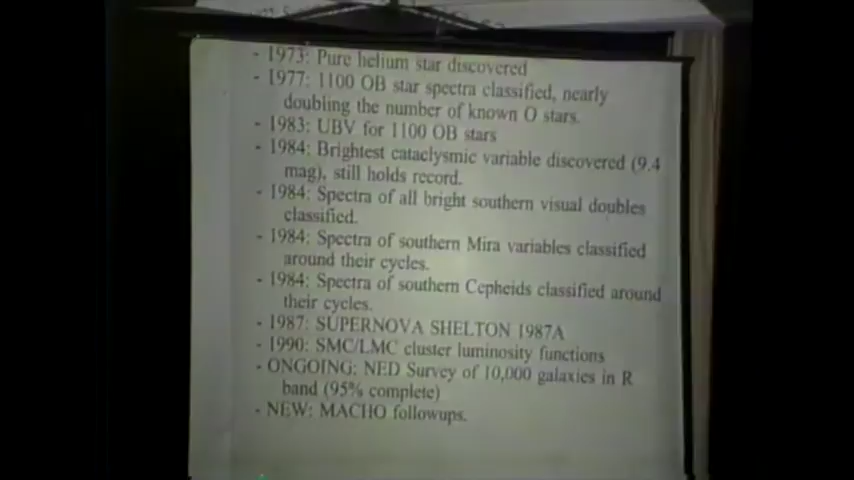 - 1973: Pure helium star discovered
- 1977: 1100 OB star spectra classified, nearly
doubling the number of known O stars.
- 1983: UBV for 1100 OB stars
- 1984: Brightest cataclysmic variable discovered (9.4
mag), still holds record.
- 1984: Spectra of all bright southern visual doubles
classified.
- 1984: Spectra of southern Mira variables classified
around their cycles.
- 1984: Spectra of southern Cepheids classified around
their cycles.
- 1987: SUPERNOVA SHELTON 1987A
- 1990: SMC/LMC cluster luminosity functions
- ONGOING: NED Survey of 10,000 galaxies in R
band (95% complete)
- NEW: MACHO followups.